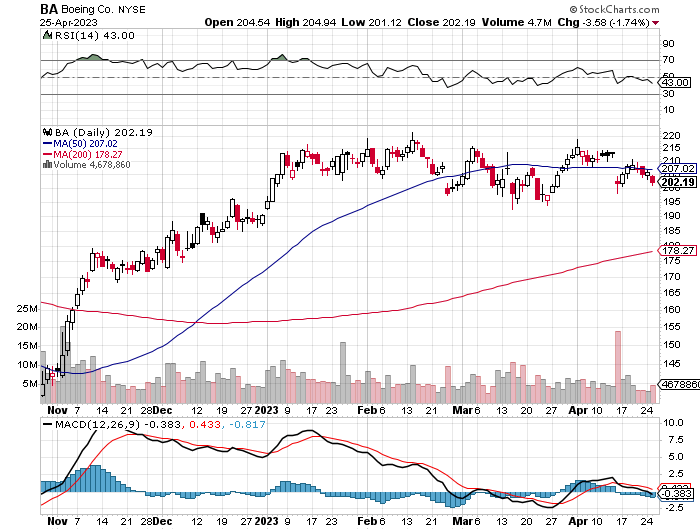 BA Boeing Co. NYSE © StockCharts.com
25-Apr-2023 Open 204.54 High 204.94 Low 201.12 Close 202.19 Volume 4.7M Chg -3.58 (-1.74%)
RSI(14) 43.00
90
70
50
43.00
30
10
BA (Daily) 202.19
MA(50) 207.02
MA(200) 178.27
Volume 4,678,860
220
215
210
207.02
202.19
200
195
190
185
180
178.27
175
170
165
160
155
150
145
25M
20M
15M
10M
5M
4678860
Nov 7 14 21 28 Dec 12 19 27 2023 9 17 23 Feb 6 13 21 Mar 6 13 20 27 Apr 10 17 24
MACD(12,26,9) -0.383, 0.433, -0.817
10.0
7.5
5.0
2.5
0.433
-0.383
-2.5
Nov 7 14 21 28 Dec 12 19 27 2023 9 17 23 Feb 6 13 21 Mar 6 13 20 27 Apr 10 17 24